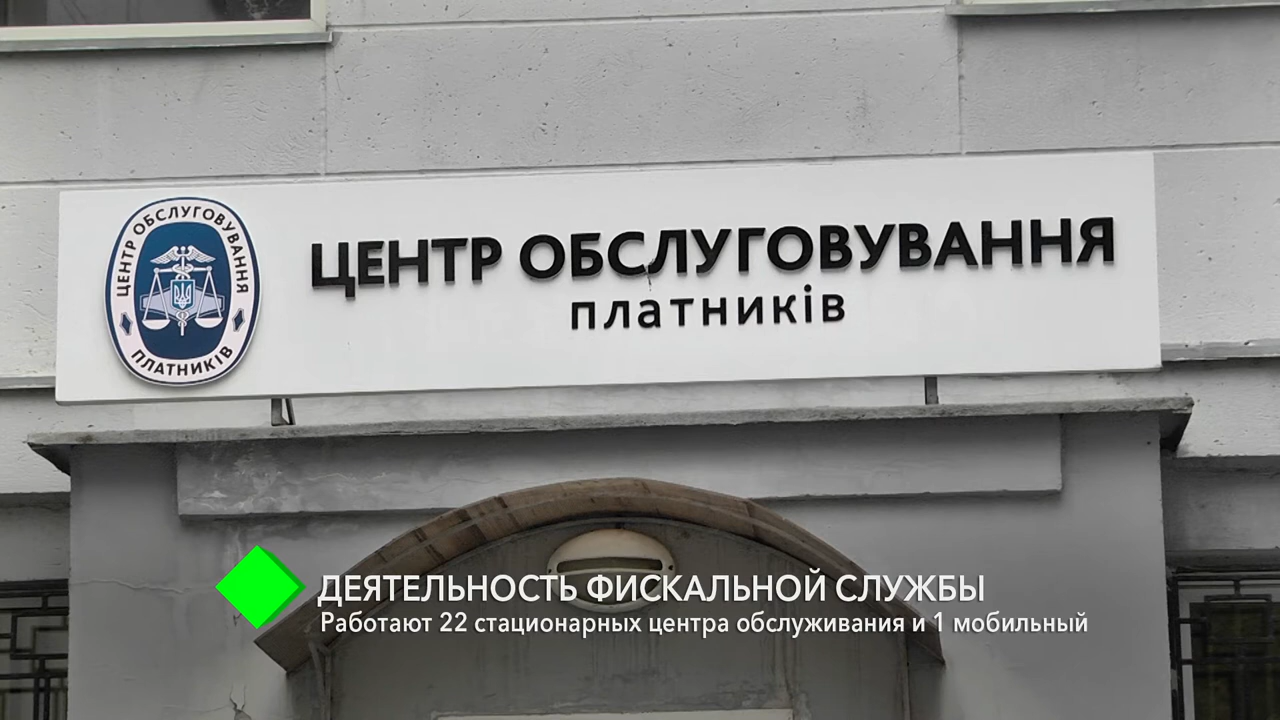 ЦЕНТР ОБСЛУГОВУВАННЯ
ПЛАТНИКІВ
ЦЕНТР ОБСЛУГОВУВАННЯ
платників
ДЕЯТЕЛЬНОСТЬ ФИСКАЛЬНОЙ СЛУЖБЫ
Работают 22 стационарных центра обслуживания и 1 мобильный